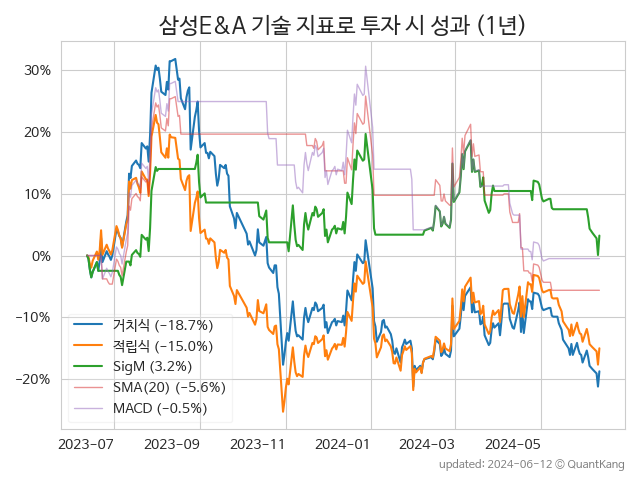 삼성E&A 기술 지표로 투자 시 성과 (1년)
30%
20%
10%
0%
−10%
−20%
거치식 (−18.7%)
적립식 (−15.0%)
SigM (3.2%)
SMA(20) (−5.6%)
MACD (−0.5%)
2023-07
2023-09
2023-11
2024-01
2024-03
2024-05
updated: 2024-06-12 ⓒ QuantKang